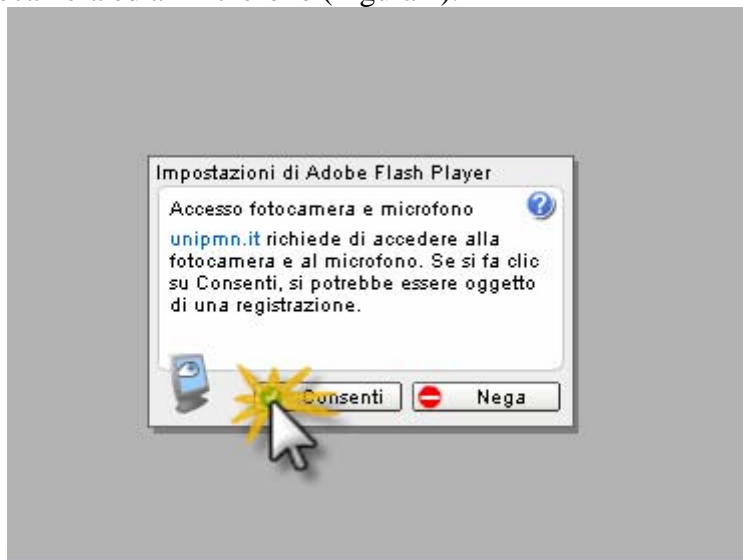 Impostazioni di Adobe Flash Player
Accesso fotocamera e microfono
unipmn.it richiede di accedere alla
fotocamera e al microfono. Se si fa clic
su Consenti, si potrebbe essere oggetto
di una registrazione.
Consenti
Nega